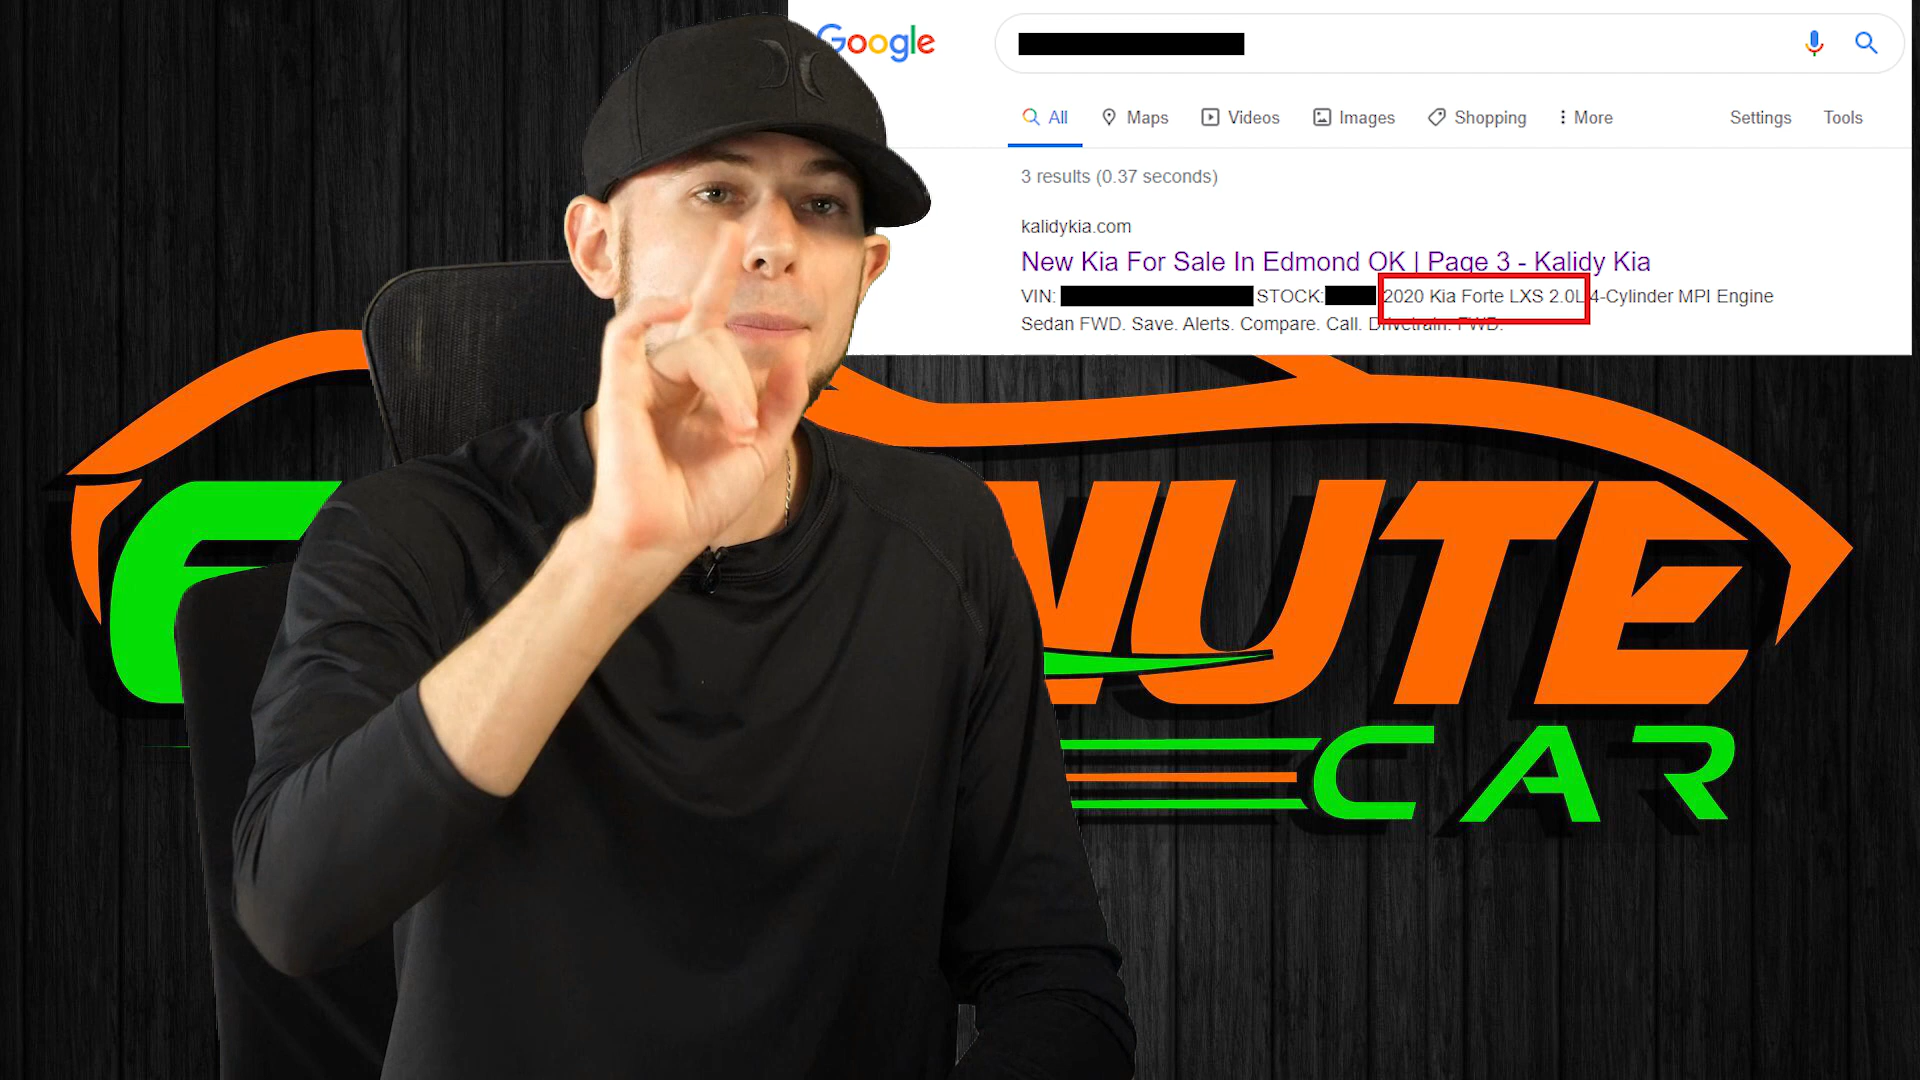 Google
All Maps Videos Images Shopping More Settings Tools
3 results (0.37 seconds)
kalidykia.com
New Kia For Sale In Edmond OK | Page 3 - Kalidy Kia
VIN: STOCK: 2020 Kia Forte LXS 2.0L 4-Cylinder MPI Engine
Sedan FWD. Save. Alerts. Compare. Call. Drivetrain: FWD.
CAR